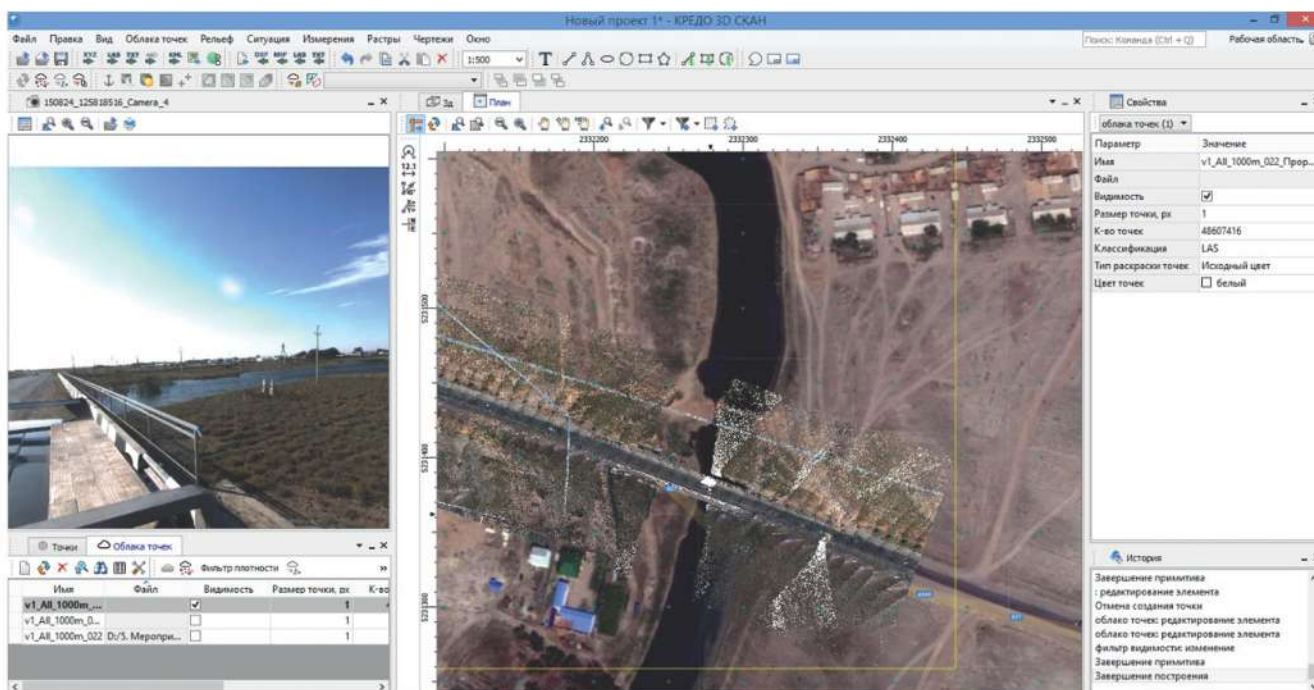 Новый проект 1* - КРЕДО 3D СКАН
Файл Правка Вид Облака точек Рельеф Ситуация Измерения Растры Чертежи Окно
Поиск: Команда (Ctrl + Q) Рабочая область
1:500
150824_125818516_Camera_4
3д План
2332200 2332300 2332400 2332500
5231500
5231400
5231300
Свойства
облака точек (1)
Параметр Значение
Имя v1_All_1000m_022_Прор...
Файл
Видимость
Размер точки, px 1
К-во точек 48607416
Классификация LAS
Тип раскраски точек Исходный цвет
Цвет точек белый
Точки Облака точек
Фильтр плотности
Имя Файл Видимость Размер точки, px К-во
v1_All_1000m_... 1
v1_All_1000m_0... 1
v1_All_1000m_022 D:/5. Меропри... 1
История
Завершение примитива
: редактирование элемента
Отмена создания точки
облако точек: редактирование элемента
облако точек: редактирование элемента
фильтр видимости: изменение
Завершение примитива
Завершение построения